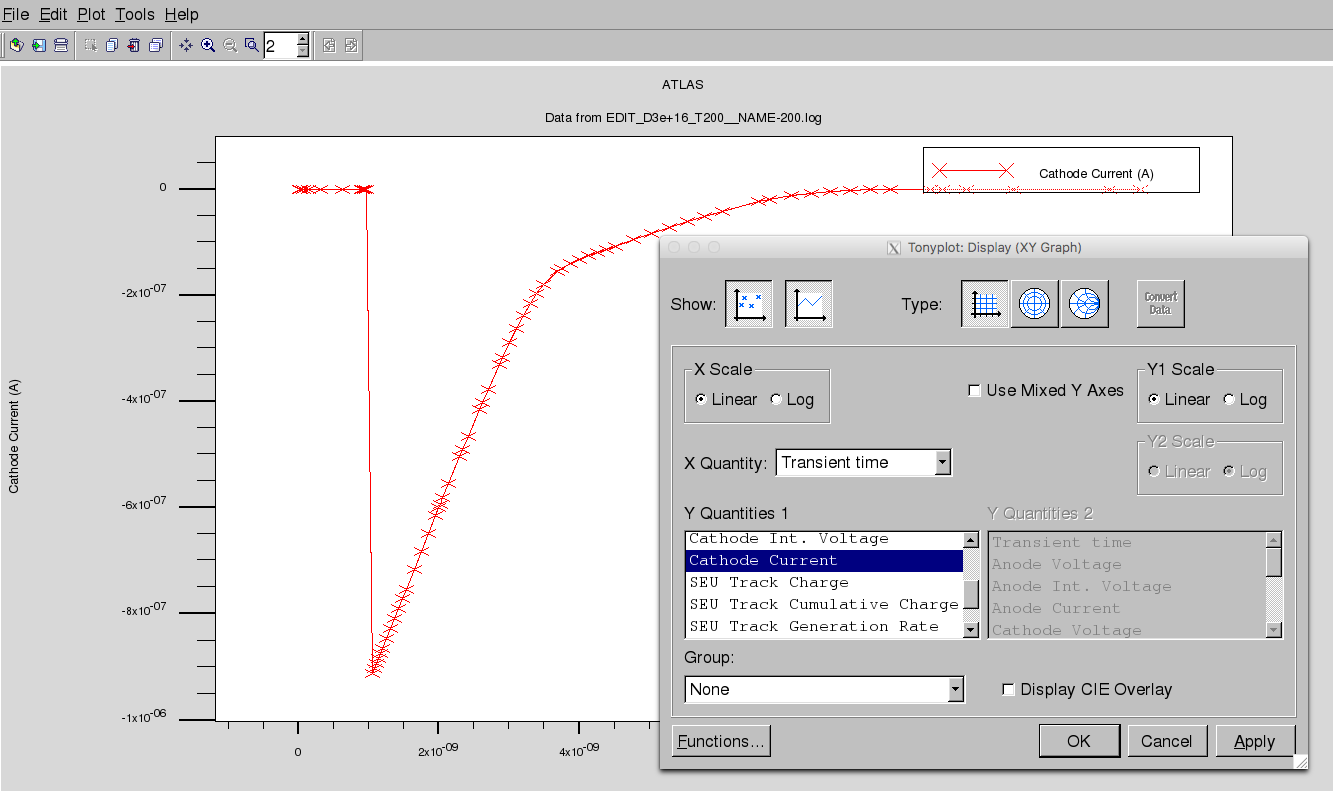 File Edit Plot Tools Help
2
ATLAS
Data from EDIT_D3e+16_T200__NAME-200.log
Cathode Current (A)
0
-2x10-07
-4x10-07
-6x10-07
-8x10-07
-1x10-06
Cathode Current (A)
0
2x10-09
4x10-09
Tonyplot: Display (XY Graph)
Show:
Type:
Convert
Data
X Scale
Linear Log
Use Mixed Y Axes
Y1 Scale
Linear Log
X Quantity: Transient time
Y2 Scale
Linear Log
Y Quantities 1
Cathode Int. Voltage
Cathode Current
SEU Track Charge
SEU Track Cumulative Charge
SEU Track Generation Rate
Y Quantities 2
Transient time
Anode Voltage
Anode Int. Voltage
Anode Current
Cathode Voltage
Group:
None
Display CIE Overlay
Functions... OK Cancel Apply